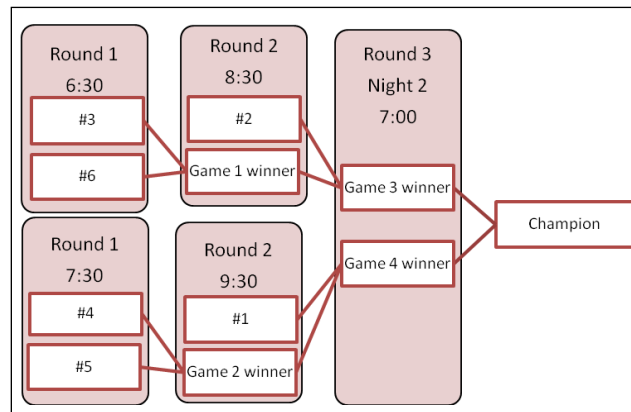 Round 1
6:30
#3
#6
Round 2
8:30
#2
Game 1 winner
Round 3
Night 2
7:00
Game 3 winner
Game 4 winner
Champion
Round 1
7:30
#4
#5
Round 2
9:30
#1
Game 2 winner